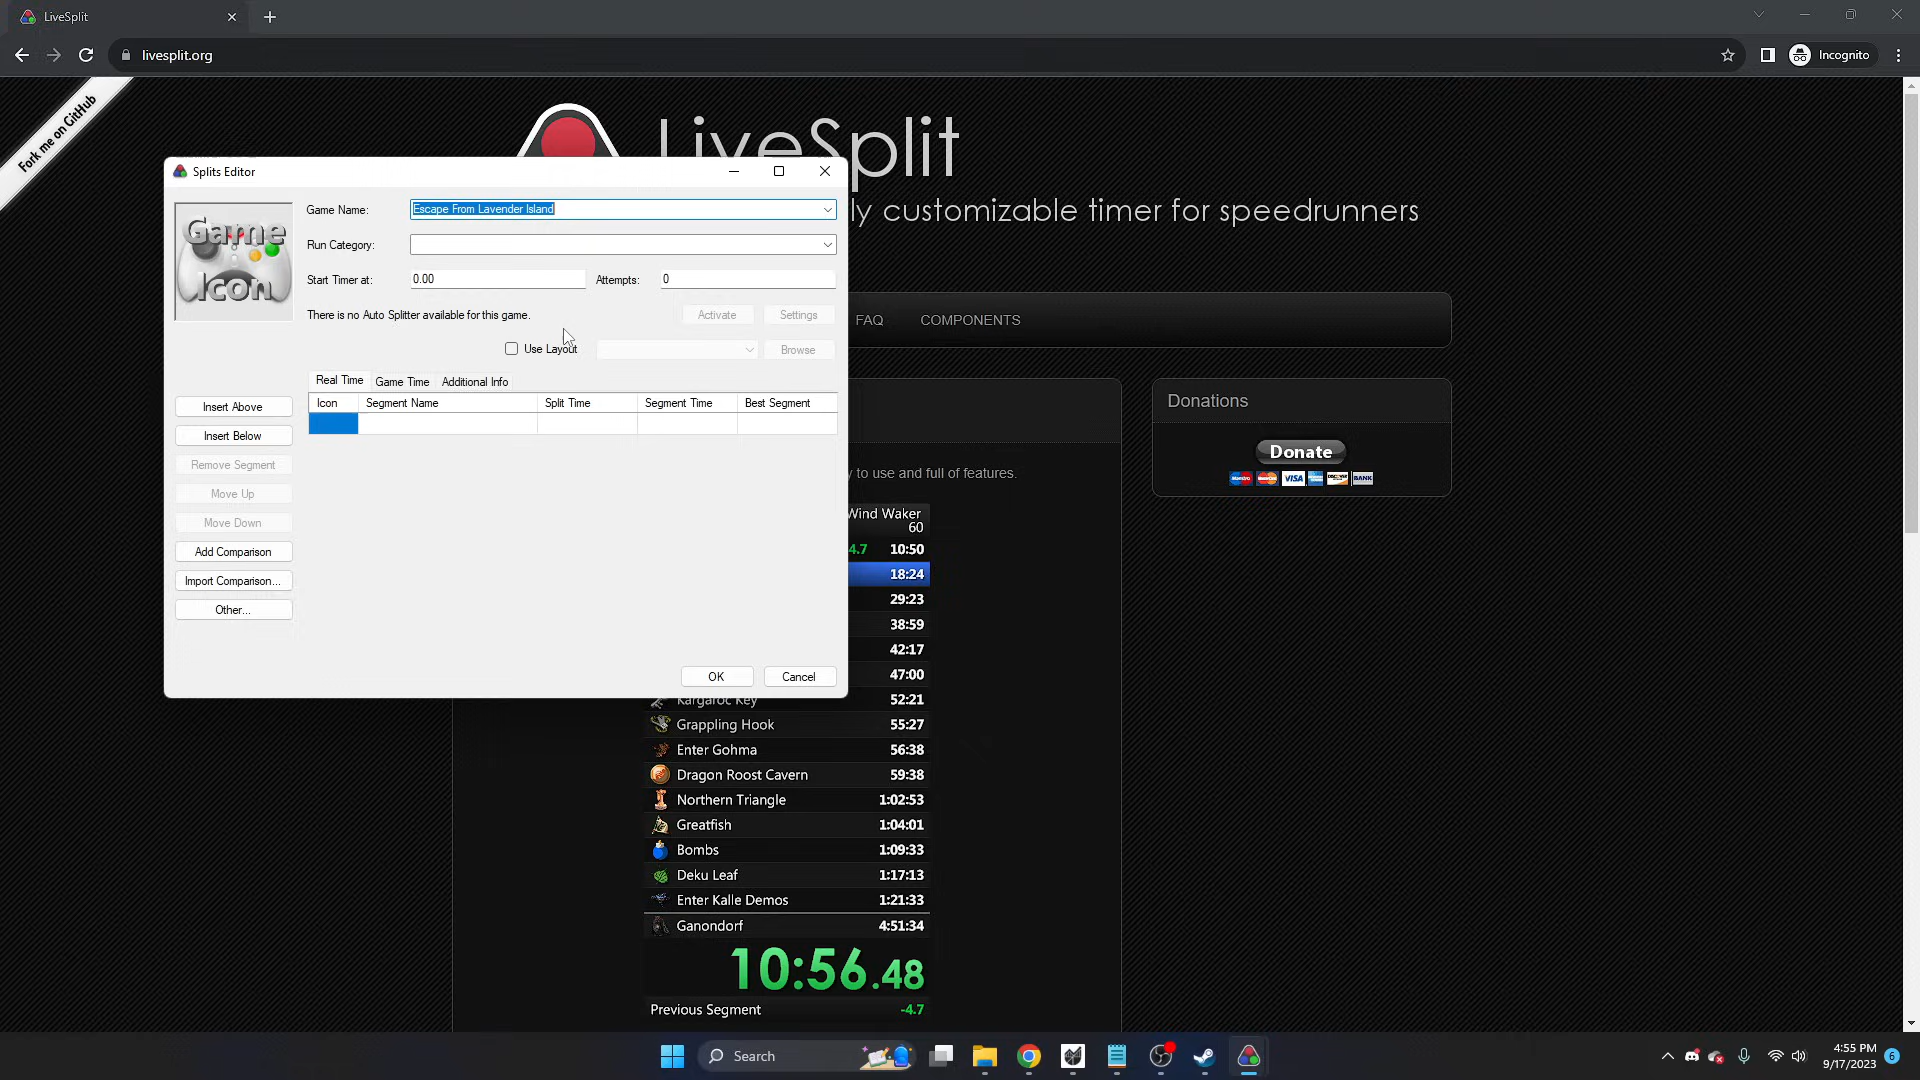 LiveSplit
livesplit.org
Incognito
Fork me on GitHub
LiveSplit
ly customizable timer for speedrunners
FAQ
COMPONENTS
Splits Editor
Game Icon
Game Name:
Escape From Lavender Island
Run Category:
Start Timer at:
0.00
Attempts:
0
There is no Auto Splitter available for this game.
Activate
Settings
Use Layout
Browse
Real Time
Game Time
Additional Info
Icon
Segment Name
Split Time
Segment Time
Best Segment
Insert Above
Insert Below
Remove Segment
Move Up
Move Down
Add Comparison
Import Comparison...
Other...
OK
Cancel
Donations
Donate
VISA
BANK
y to use and full of features.
Wind Waker
60
4.7 10:50
18:24
29:23
38:59
42:17
47:00
Kargaroc Key 52:21
Grappling Hook 55:27
Enter Gohma 56:38
Dragon Roost Cavern 59:38
Northern Triangle 1:02:53
Greatfish 1:04:01
Bombs 1:09:33
Deku Leaf 1:17:13
Enter Kalle Demos 1:21:33
Ganondorf 4:51:34
10:56.48
Previous Segment -4.7
Search
4:55 PM
9/17/2023
6